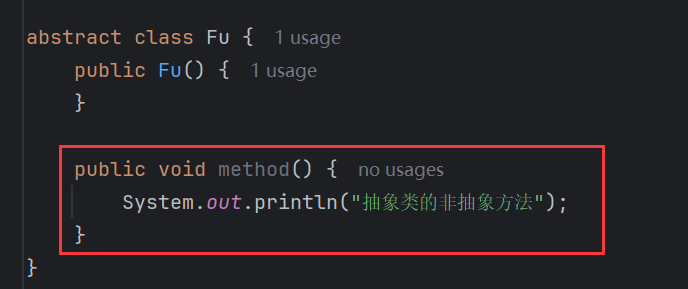 abstract class Fu { 1 usage
public Fu() { 1 usage
}
public void method() { no usages
System.out.println("抽象类的非抽象方法");
}
}